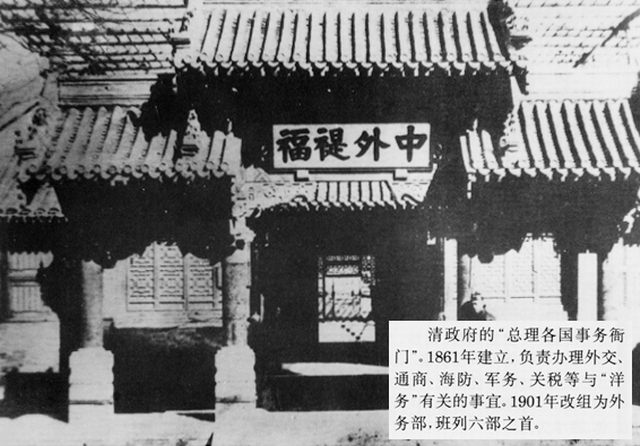 中外禔福
清政府的“总理各国事务衙
门”。1861年建立，负责办理外交、
通商、海防、军务、关税等与“洋
务”有关的事宜。1901年改组为外
务部，班列六部之首。